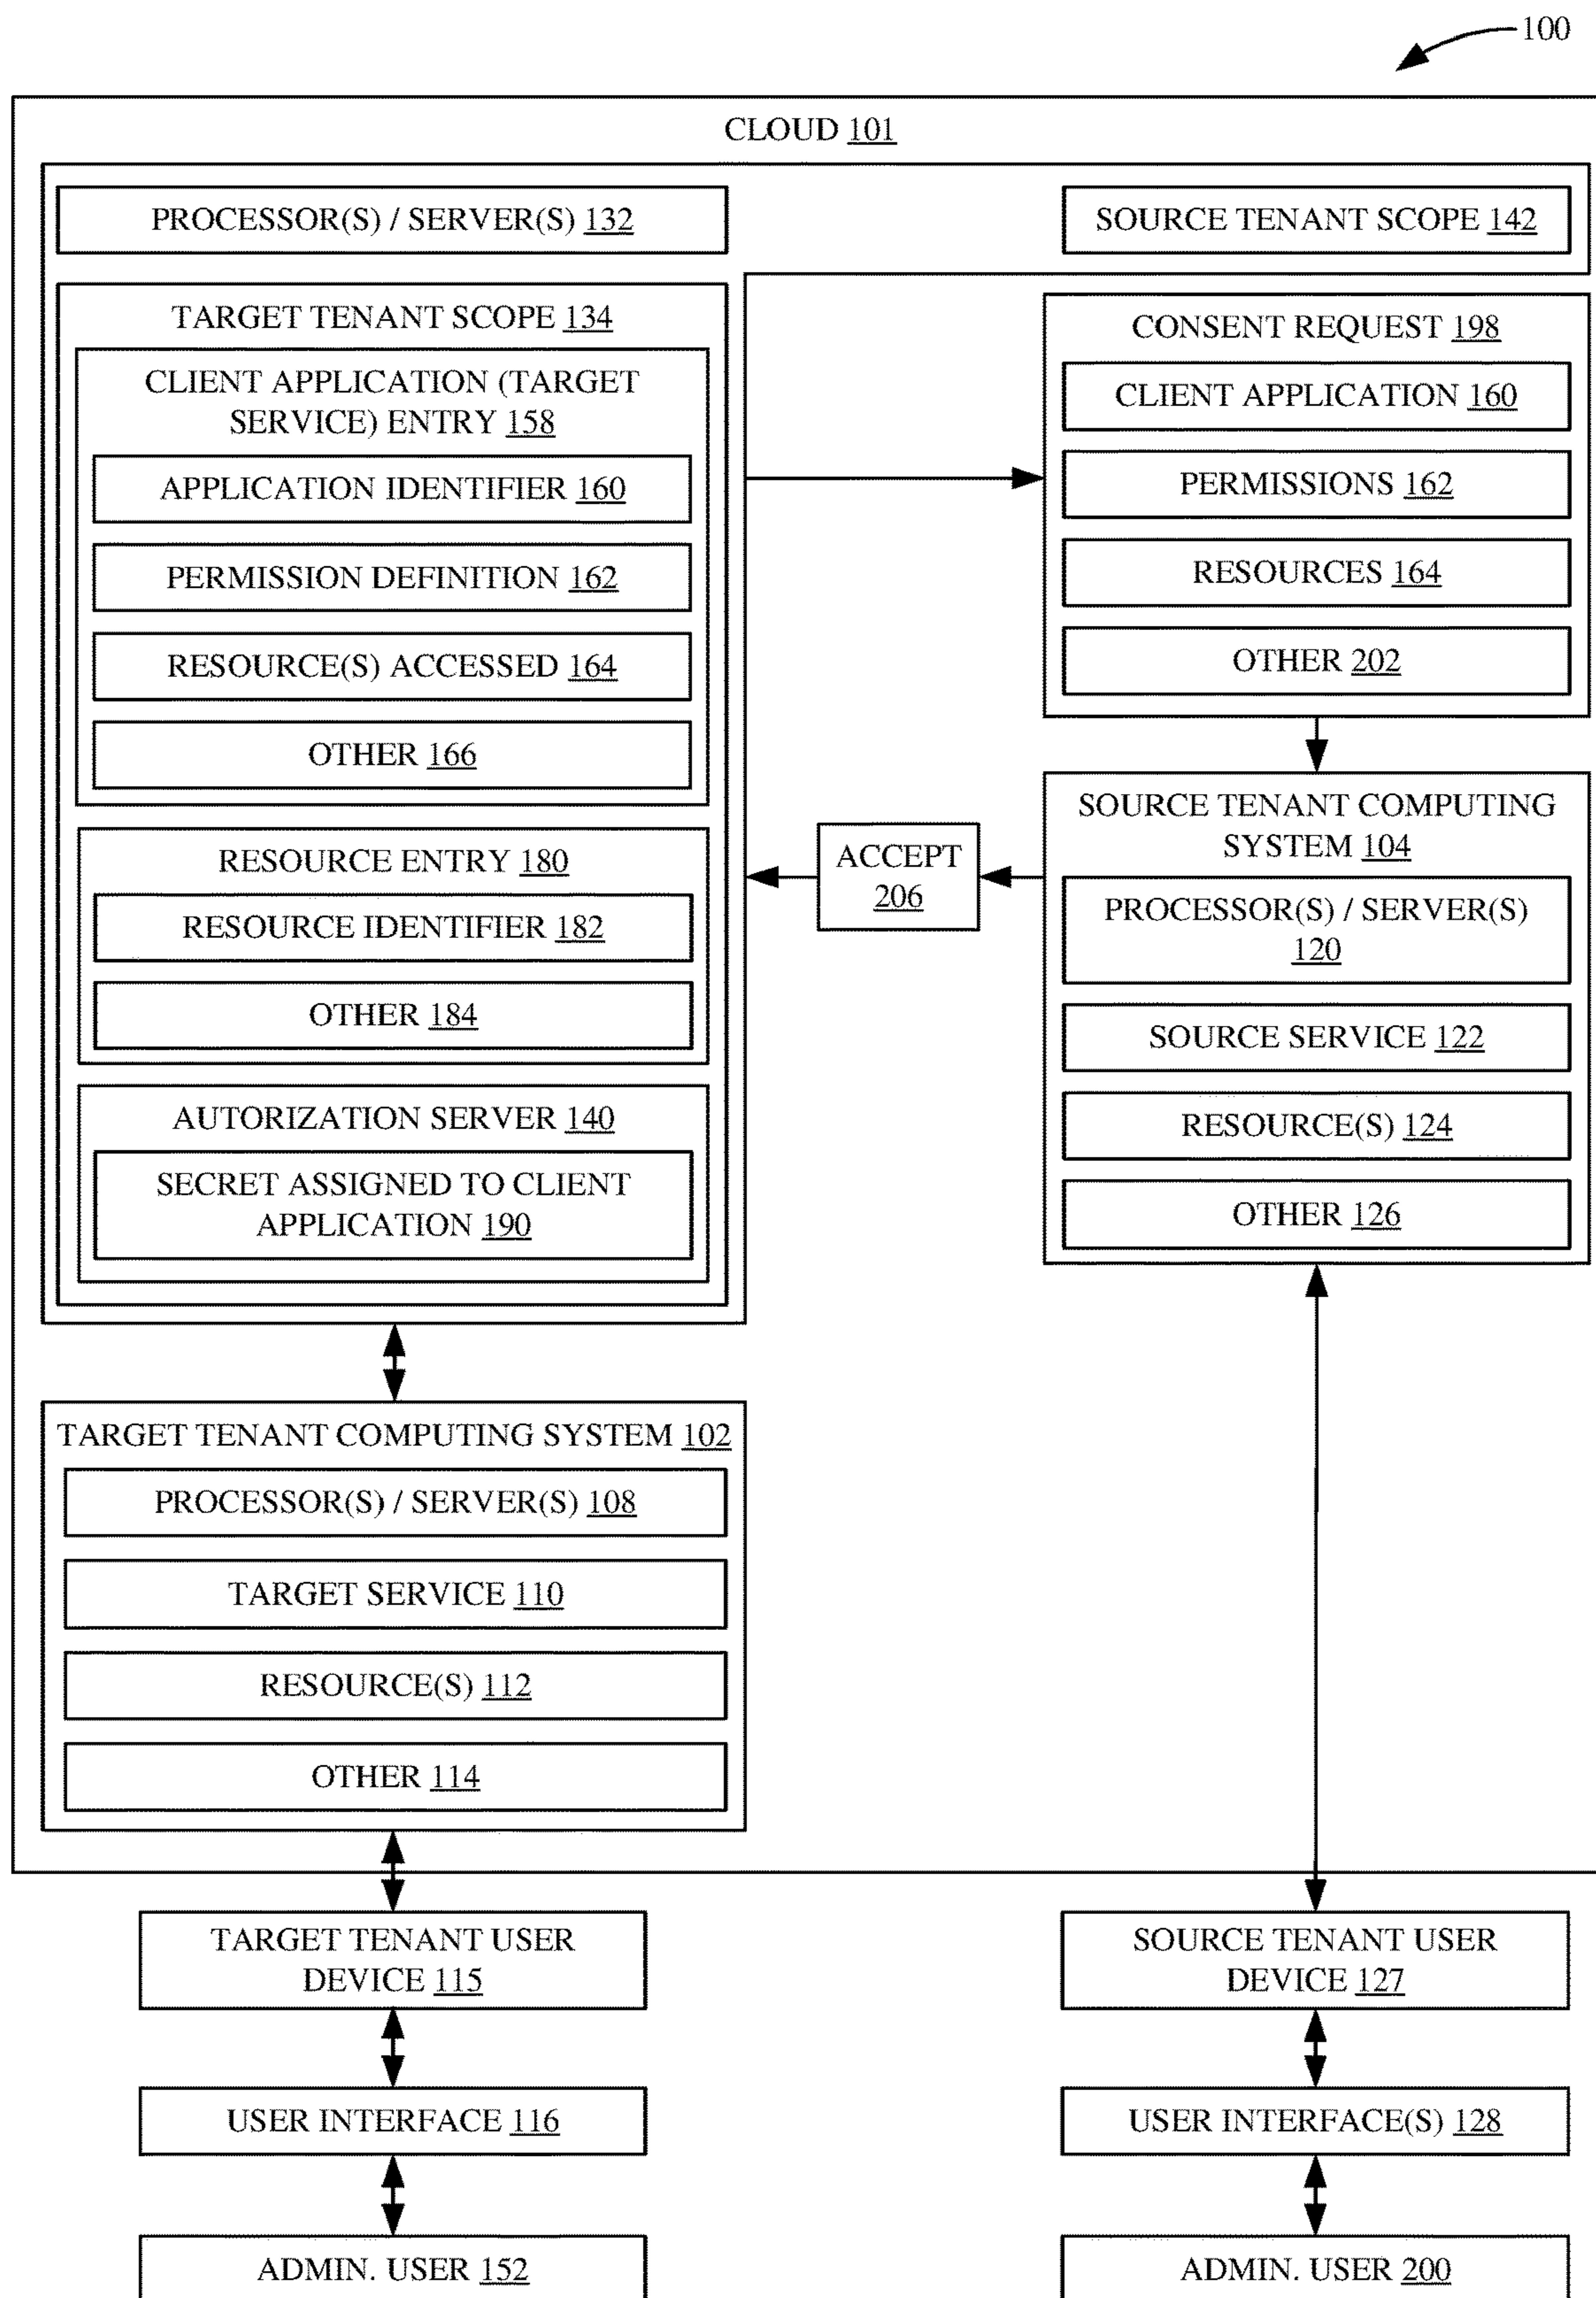 100
CLOUD 101
PROCESSOR(S) / SERVER(S) 132
SOURCE TENANT SCOPE 142
TARGET TENANT SCOPE 134
CLIENT APPLICATION (TARGET
SERVICE) ENTRY 158
APPLICATION IDENTIFIER 160
PERMISSION DEFINITION 162
RESOURCE(S) ACCESSED 164
OTHER 166
RESOURCE ENTRY 180
RESOURCE IDENTIFIER 182
OTHER 184
AUTORIZATION SERVER 140
SECRET ASSIGNED TO CLIENT
APPLICATION 190
CONSENT REQUEST 198
CLIENT APPLICATION 160
PERMISSIONS 162
RESOURCES 164
OTHER 202
ACCEPT
206
SOURCE TENANT COMPUTING
SYSTEM 104
PROCESSOR(S) / SERVER(S)
120
SOURCE SERVICE 122
RESOURCE(S) 124
OTHER 126
TARGET TENANT COMPUTING SYSTEM 102
PROCESSOR(S) / SERVER(S) 108
TARGET SERVICE 110
RESOURCE(S) 112
OTHER 114
TARGET TENANT USER
DEVICE 115
USER INTERFACE 116
ADMIN. USER 152
SOURCE TENANT USER
DEVICE 127
USER INTERFACE(S) 128
ADMIN. USER 200